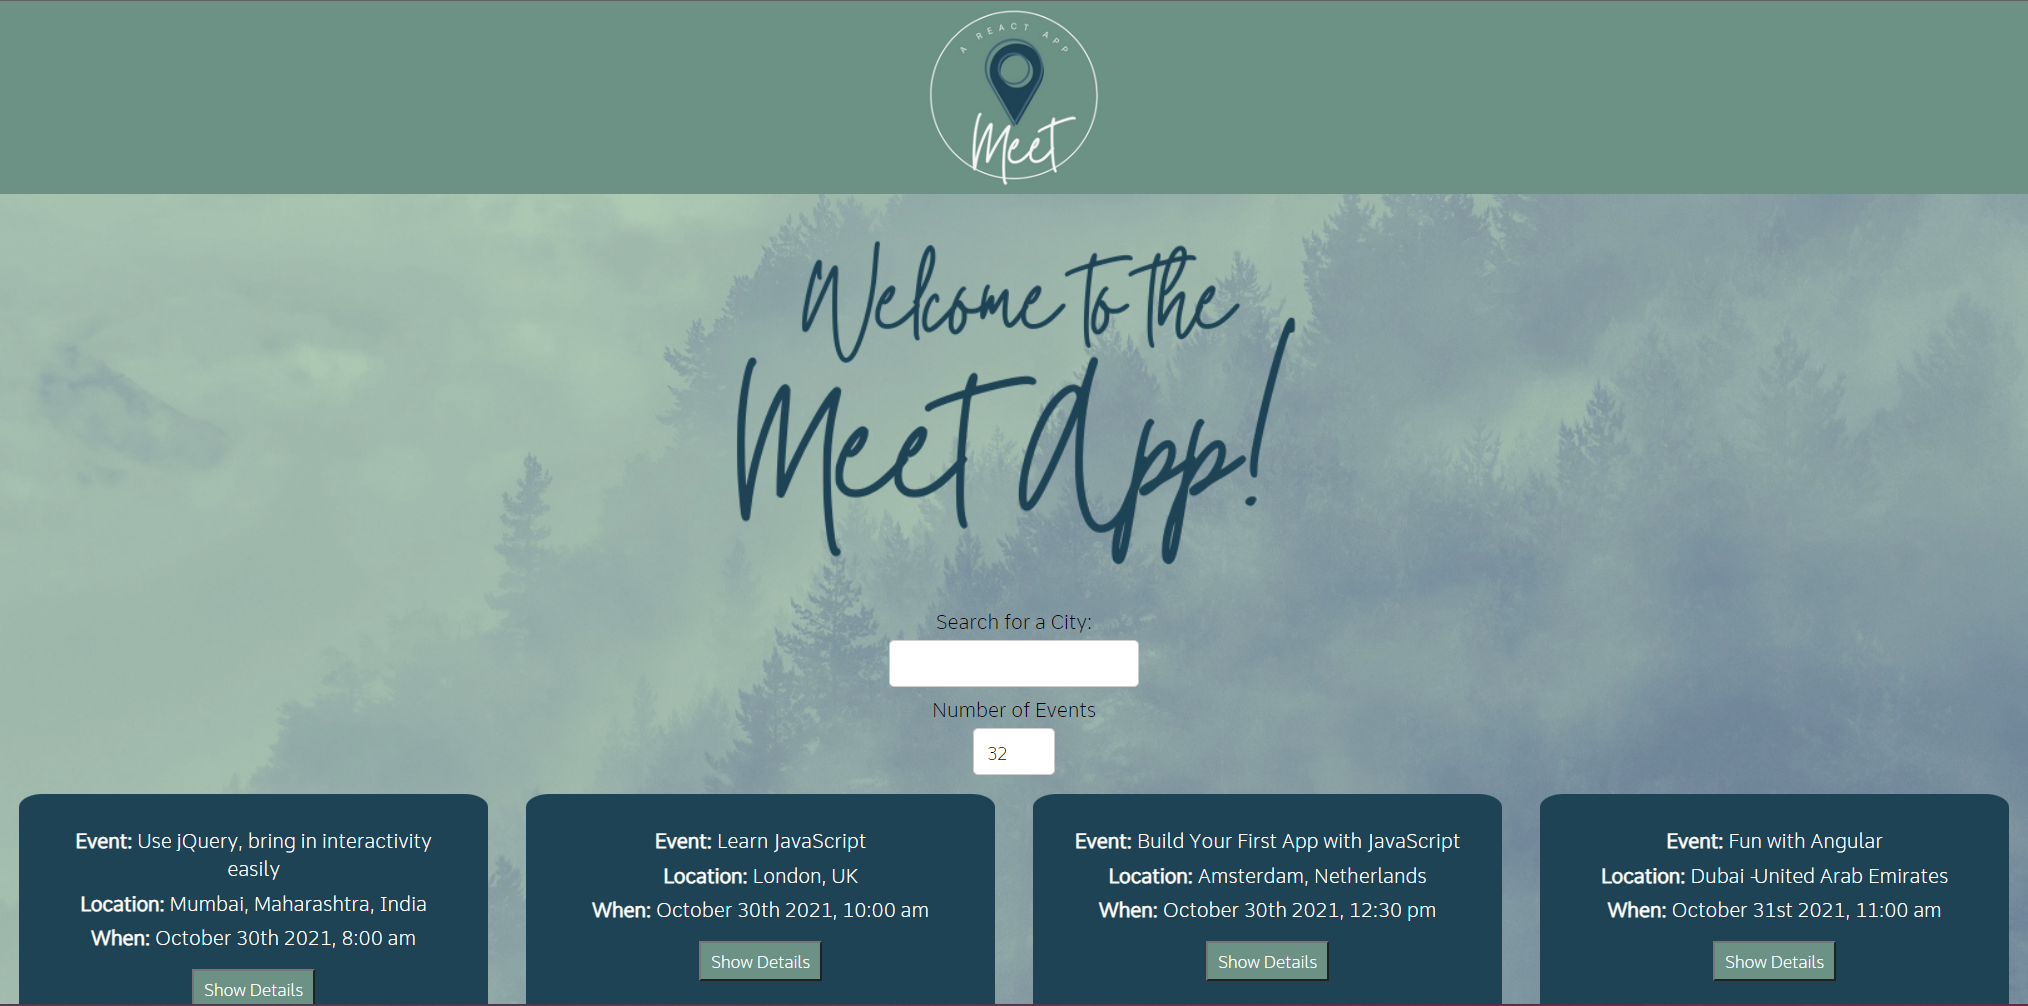 A REACT APP
Meet
Welcome to the
Meet App!
Search for a City:
Number of Events
32
Event: Use jQuery, bring in interactivity
easily
Location: Mumbai, Maharashtra, India
When: October 30th 2021, 8:00 am
Show Details
Event: Learn JavaScript
Location: London, UK
When: October 30th 2021, 10:00 am
Show Details
Event: Build Your First App with JavaScript
Location: Amsterdam, Netherlands
When: October 30th 2021, 12:30 pm
Show Details
Event: Fun with Angular
Location: Dubai -United Arab Emirates
When: October 31st 2021, 11:00 am
Show Details